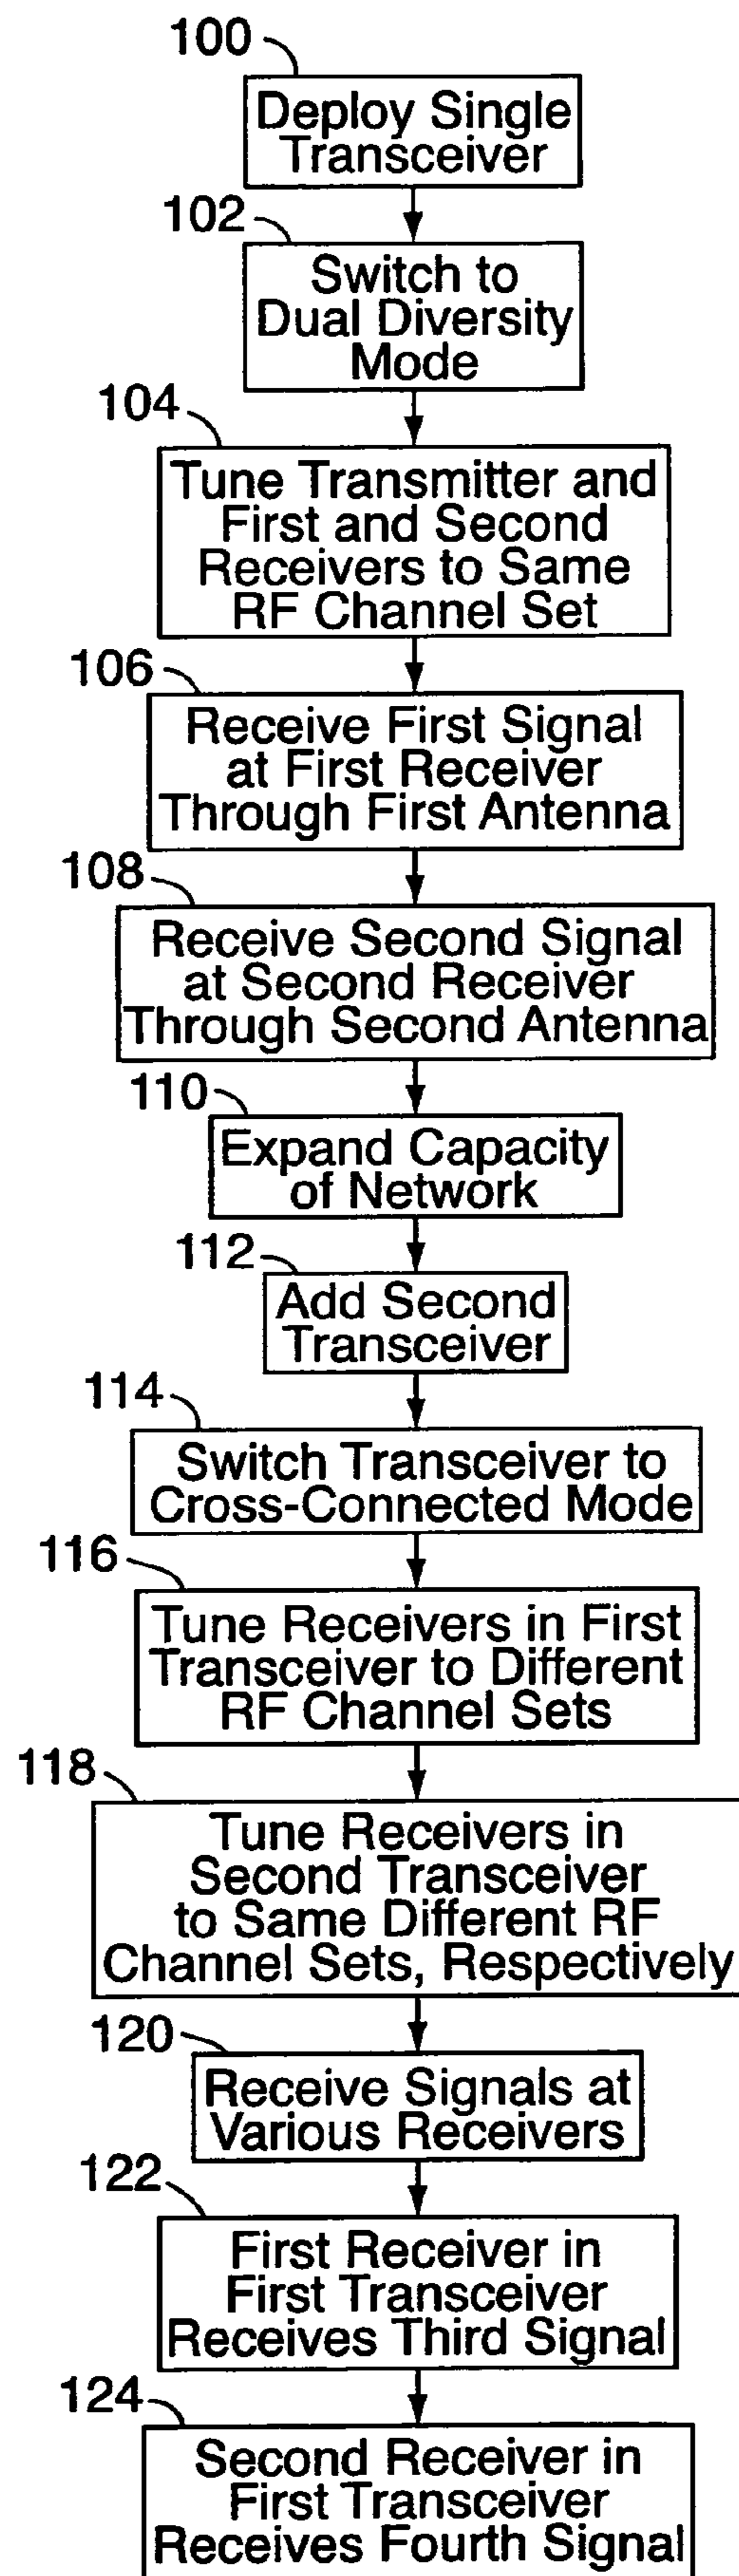 100
Deploy Single
Transceiver
102
Switch to
Dual Diversity
Mode
104
Tune Transmitter and
First and Second
Receivers to Same
RF Channel Set
106
Receive First Signal
at First Receiver
Through First Antenna
108
Receive Second Signal
at Second Receiver
Through Second Antenna
110
Expand Capacity
of Network
112
Add Second
Transceiver
114
Switch Transceiver to
Cross-Connected Mode
116
Tune Receivers in First
Transceiver to Different
RF Channel Sets
118
Tune Receivers in
Second Transceiver
to Same Different RF
Channel Sets, Respectively
120
Receive Signals at
Various Receivers
122
First Receiver in
First Transceiver
Receives Third Signal
124
Second Receiver in
First Transceiver
Receives Fourth Signal